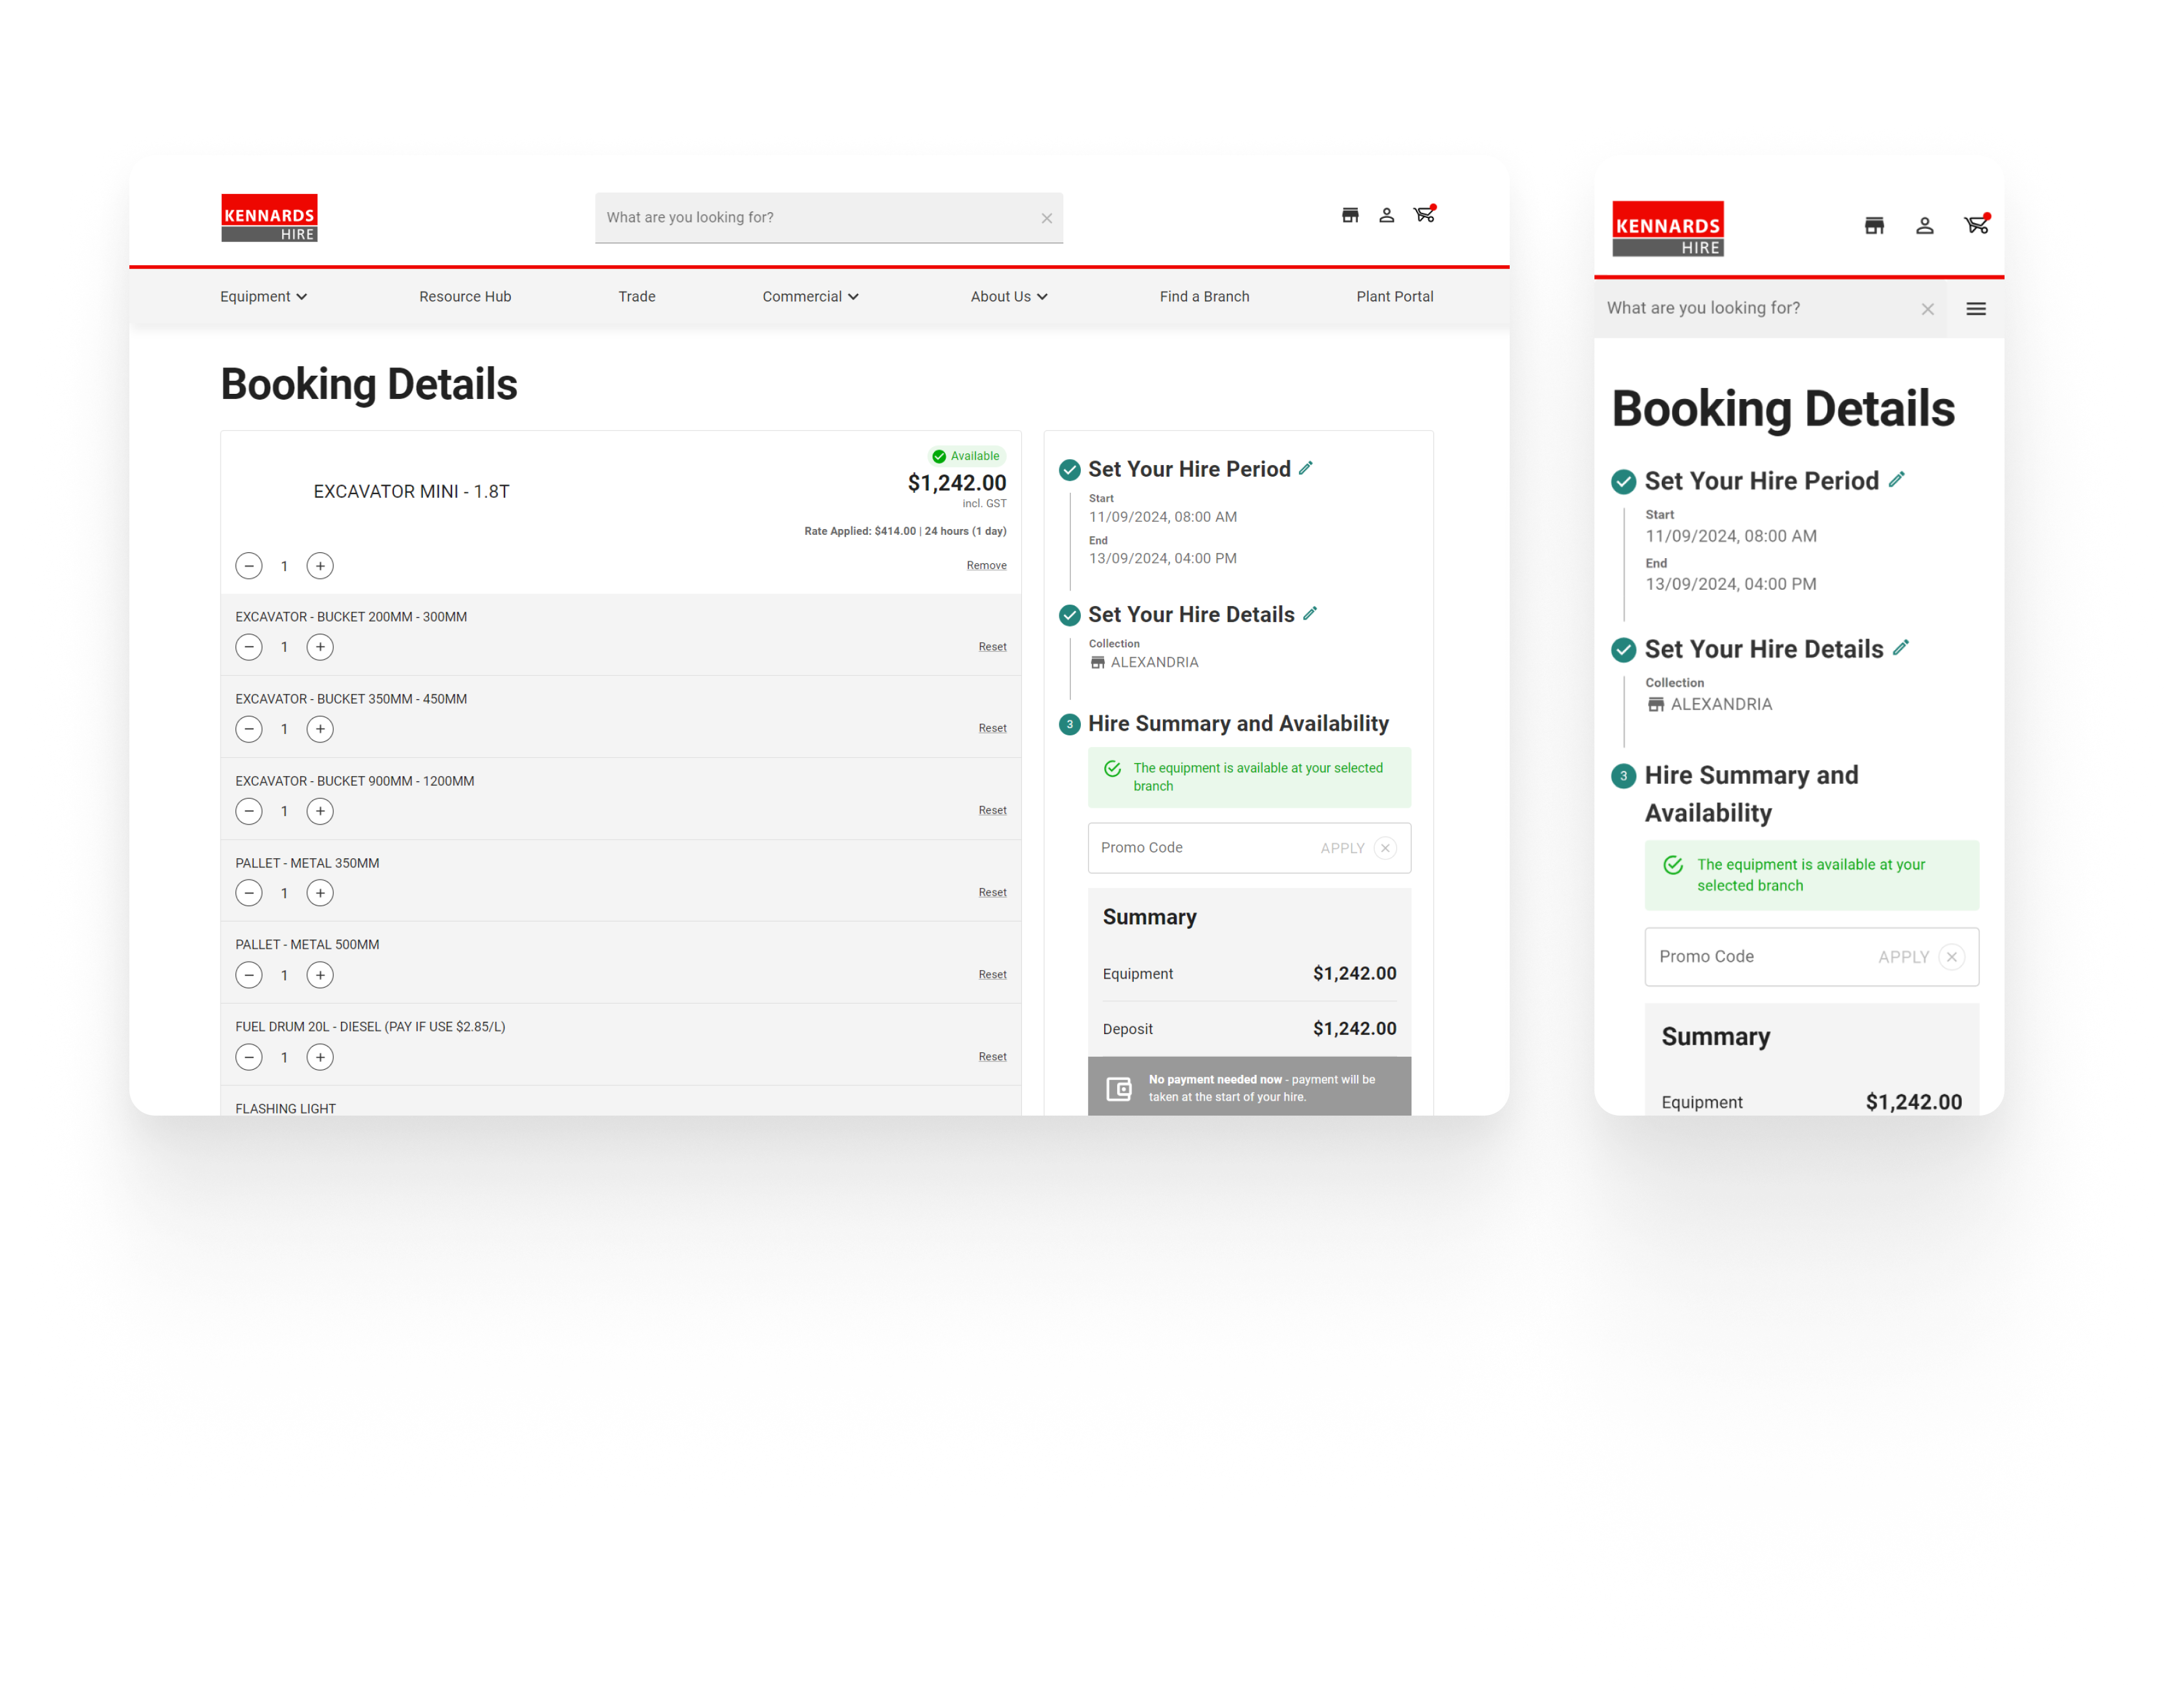 KENNARDS
HIRE
What are you looking for?
Equipment
Resource Hub
Trade
Commercial
About Us
Find a Branch
Plant Portal
Booking Details
Available
EXCAVATOR MINI - 1.8T
$1,242.00
incl. GST
Rate Applied: $414.00 | 24 hours (1 day)
1
Remove
EXCAVATOR - BUCKET 200MM - 300MM
1
Reset
EXCAVATOR - BUCKET 350MM - 450MM
1
Reset
EXCAVATOR - BUCKET 900MM - 1200MM
1
Reset
PALLET - METAL 350MM
1
Reset
PALLET - METAL 500MM
1
Reset
FUEL DRUM 20L - DIESEL (PAY IF USE $2.85/L)
1
Reset
FLASHING LIGHT
Set Your Hire Period
Start
11/09/2024, 08:00 AM
End
13/09/2024, 04:00 PM
Set Your Hire Details
Collection
ALEXANDRIA
3 Hire Summary and Availability
The equipment is available at your selected
branch
Promo Code
APPLY
Summary
Equipment $1,242.00
Deposit $1,242.00
No payment needed now - payment will be
taken at the start of your hire.
KENNARDS
HIRE
What are you looking for?
Booking Details
Set Your Hire Period
Start
11/09/2024, 08:00 AM
End
13/09/2024, 04:00 PM
Set Your Hire Details
Collection
ALEXANDRIA
3 Hire Summary and
Availability
The equipment is available at your
selected branch
Promo Code
APPLY
Summary
Equipment $1,242.00